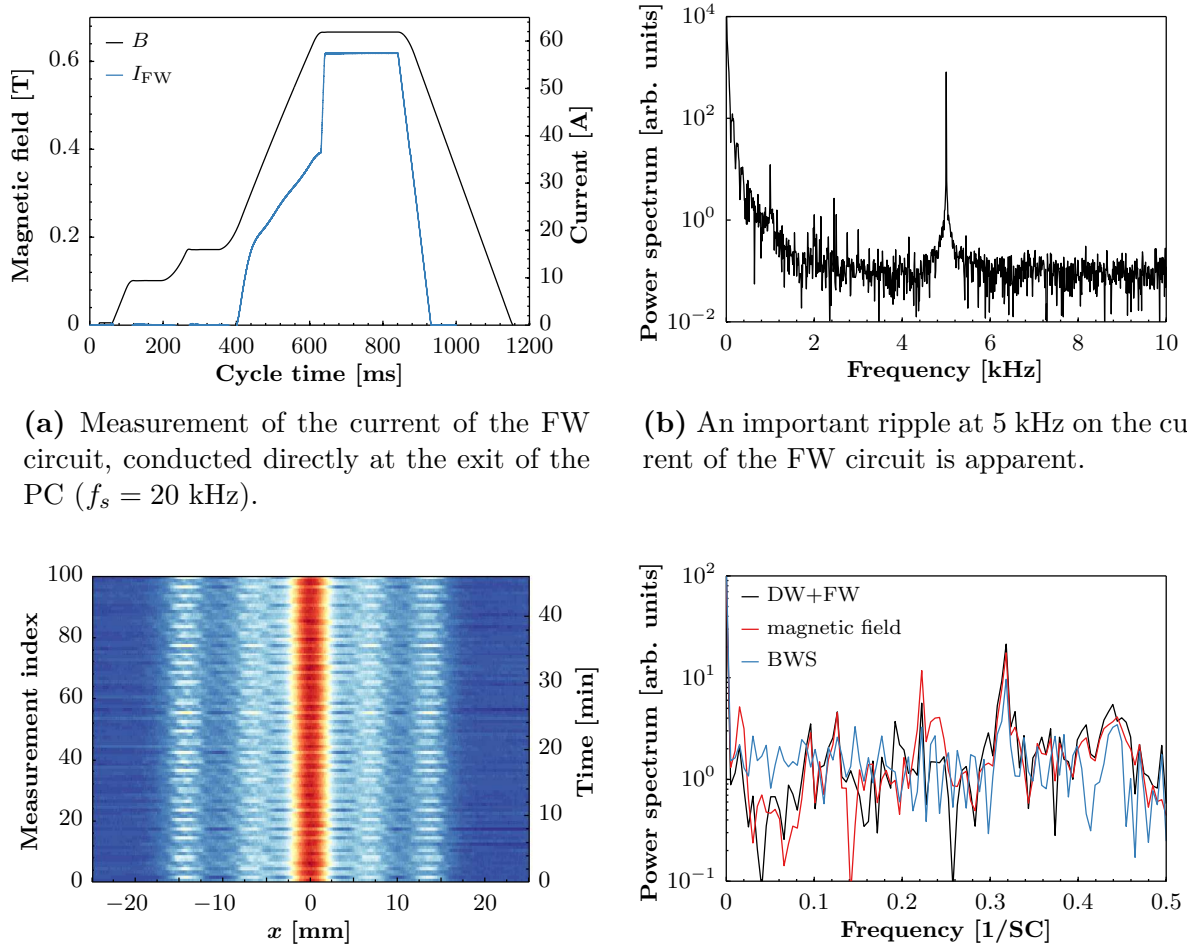 B
I_FW
Magnetic field [T]
0.6
0.4
0.2
0
60
50
40
30
20
10
0
Current [A]
0 200 400 600 800 1000 1200
Cycle time [ms]
Power spectrum [arb. units]
10^4
10^2
10^0
10^−2
0 2 4 6 8 10
Frequency [kHz]
(a) Measurement of the current of the FW
circuit, conducted directly at the exit of the
PC (f_s = 20 kHz).
(b) An important ripple at 5 kHz on the cu
rent of the FW circuit is apparent.
Measurement index
100
80
60
40
20
0
40
30
20
10
0
Time [min]
−20 −10 0 10 20
x [mm]
Power spectrum [arb. units]
10^2
10^1
10^0
10^−1
DW+FW
magnetic field
BWS
0 0.1 0.2 0.3 0.4 0.5
Frequency [1/SC]